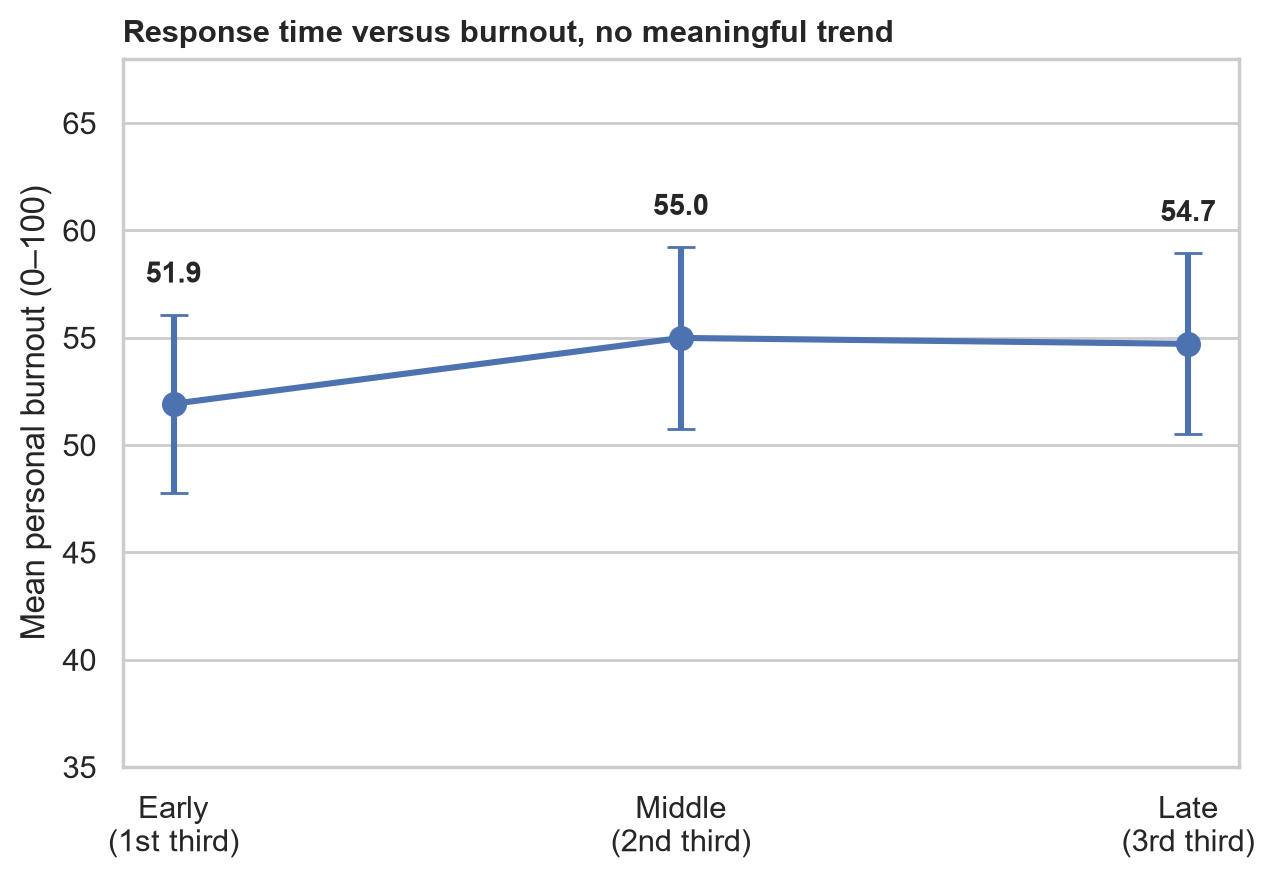 Response time versus burnout, no meaningful trend
Mean personal burnout (0–100)
65
60
55
50
45
40
35
51.9
55.0
54.7
Early
(1st third)
Middle
(2nd third)
Late
(3rd third)